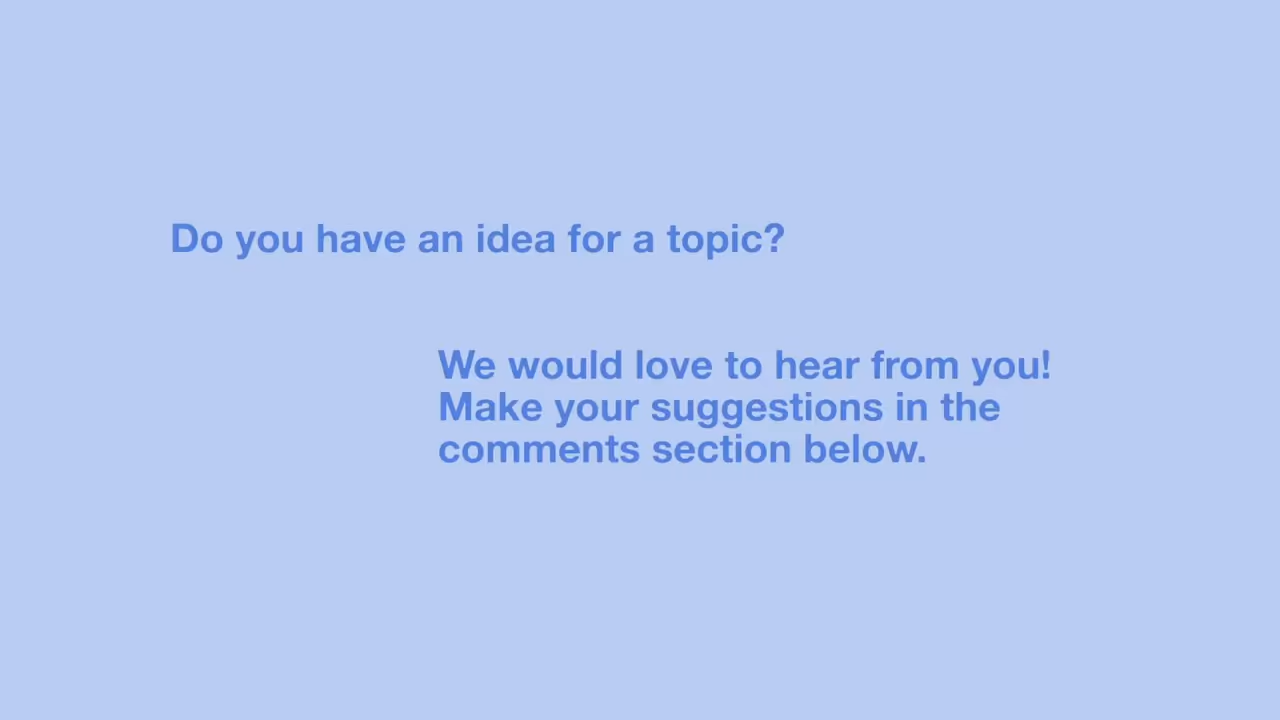 Do you have an idea for a topic?
We would love to hear from you!
Make your suggestions in the
comments section below.